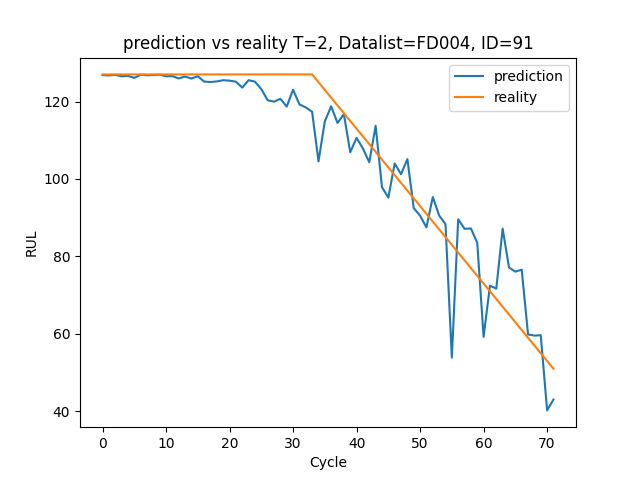 prediction vs reality T=2, Datalist=FD004, ID=91
prediction
reality
120
100
80
60
40
RUL
0 10 20 30 40 50 60 70
Cycle